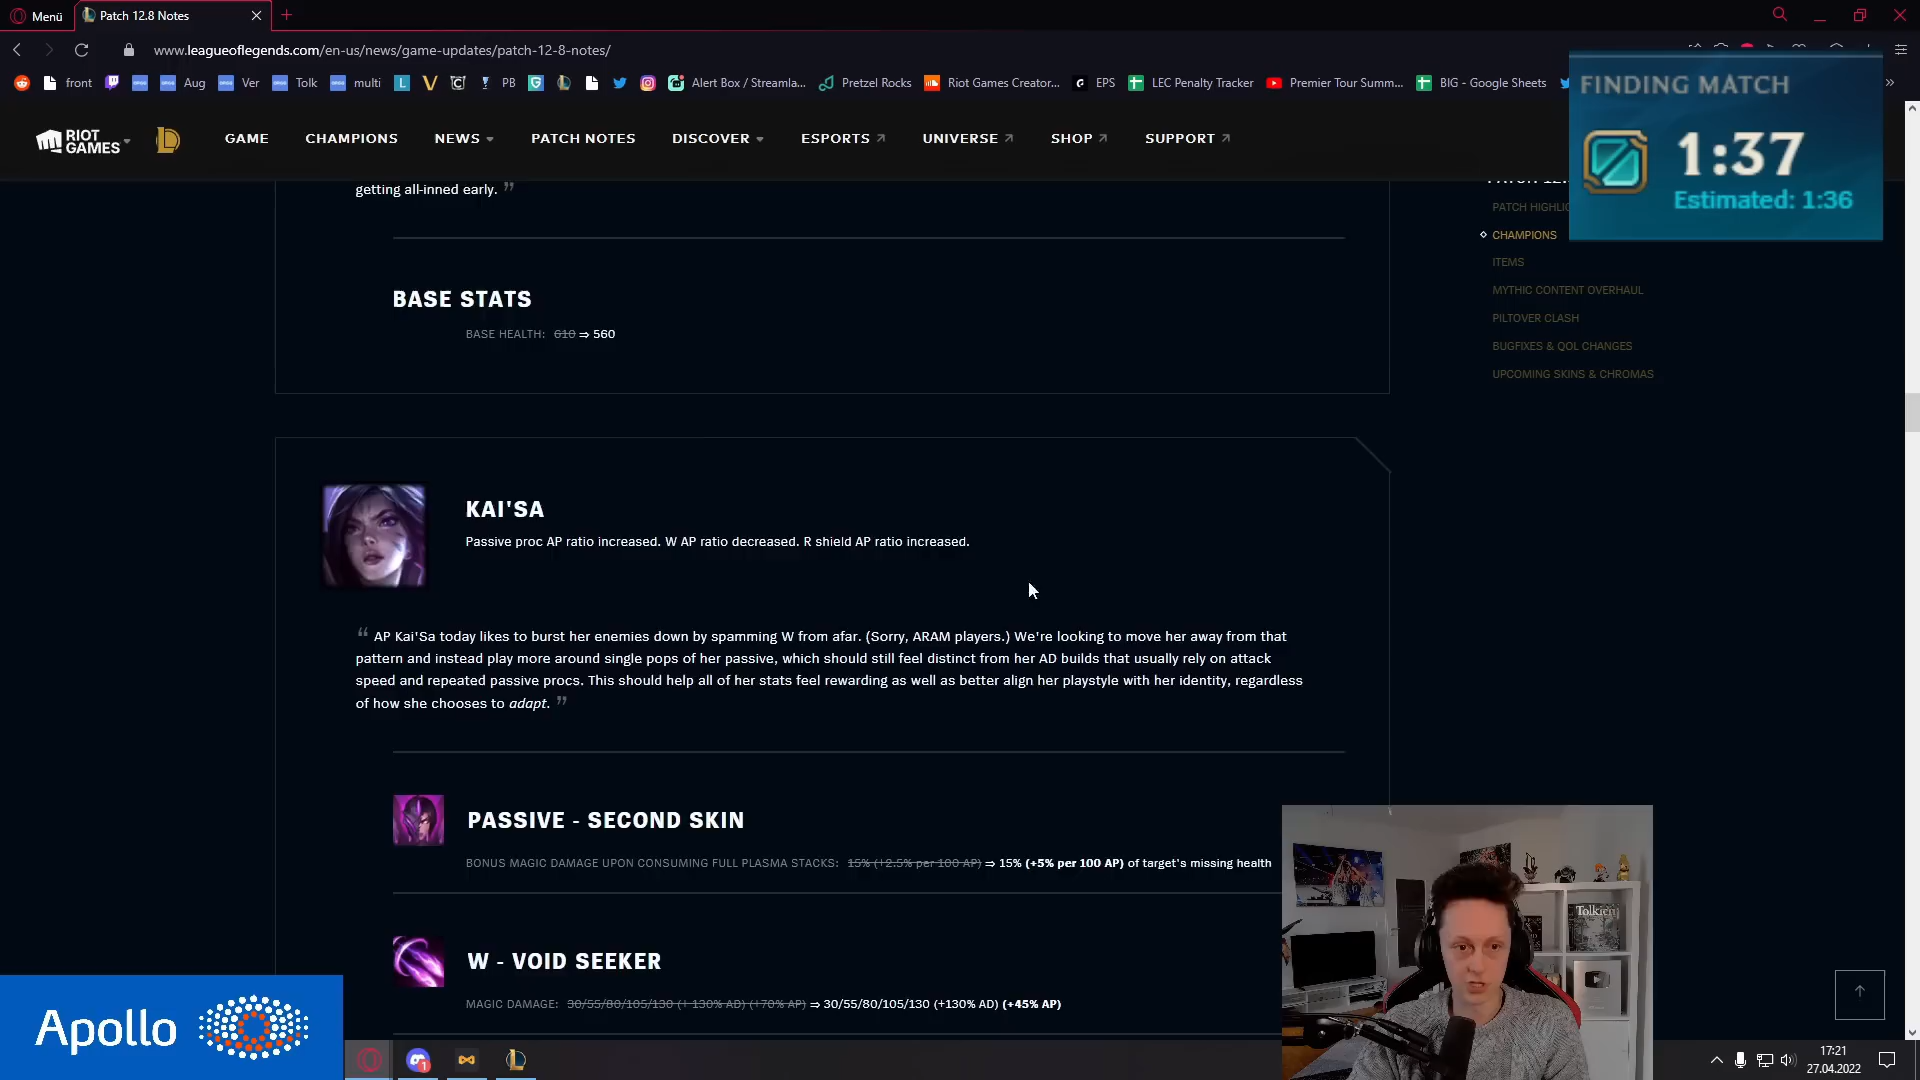 Menü
Patch 12.8 Notes
www.leagueoflegends.com/en-us/news/game-updates/patch-12-8-notes/
front
Aug
Ver
Tolk
multi
PB
Alert Box / Streamla...
Pretzel Rocks
Riot Games Creator...
EPS
LEC Penalty Tracker
Premier Tour Summ...
BIG - Google Sheets
FINDING MATCH
1:37
Estimated: 1:36
RIOT GAMES
GAME
CHAMPIONS
NEWS
PATCH NOTES
DISCOVER
ESPORTS
UNIVERSE
SHOP
SUPPORT
getting all-inned early. ”
CHAMPIONS
ITEMS
MYTHIC CONTENT OVERHAUL
PILTOVER CLASH
BUGFIXES & QOL CHANGES
UPCOMING SKINS & CHROMAS
BASE STATS
BASE HEALTH: 610 ⇒ 560
KAI'SA
Passive proc AP ratio increased. W AP ratio decreased. R shield AP ratio increased.
“ AP Kai'Sa today likes to burst her enemies down by spamming W from afar. (Sorry, ARAM players.) We're looking to move her away from that
pattern and instead play more around single pops of her passive, which should still feel distinct from her AD builds that usually rely on attack
speed and repeated passive procs. This should help all of her stats feel rewarding as well as better align her playstyle with her identity, regardless
of how she chooses to adapt. ”
PASSIVE - SECOND SKIN
BONUS MAGIC DAMAGE UPON CONSUMING FULL PLASMA STACKS: 15% (+2.5% per 100 AP) ⇒ 15% (+5% per 100 AP) of target's missing health
W - VOID SEEKER
MAGIC DAMAGE: 30/55/80/105/130 (+ 130% AD) (+70% AP) ⇒ 30/55/80/105/130 (+130% AD) (+45% AP)
Tolkien
Apollo
1
17:21
27.04.2022